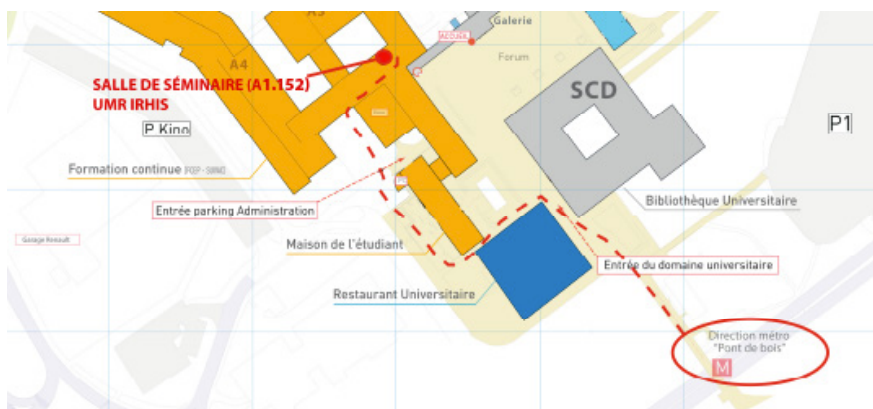 A3
Galerie
ACCUEIL
Forum
A4
SALLE DE SÉMINAIRE (A1.152)
UMR IRHIS
SCD
P Kino
P1
Formation continue
Entrée parking Administration
Bibliothèque Universitaire
Garage Renault
Maison de l'étudiant
Entrée du domaine universitaire
Restaurant Universitaire
Direction métro
"Pont de bois"
M